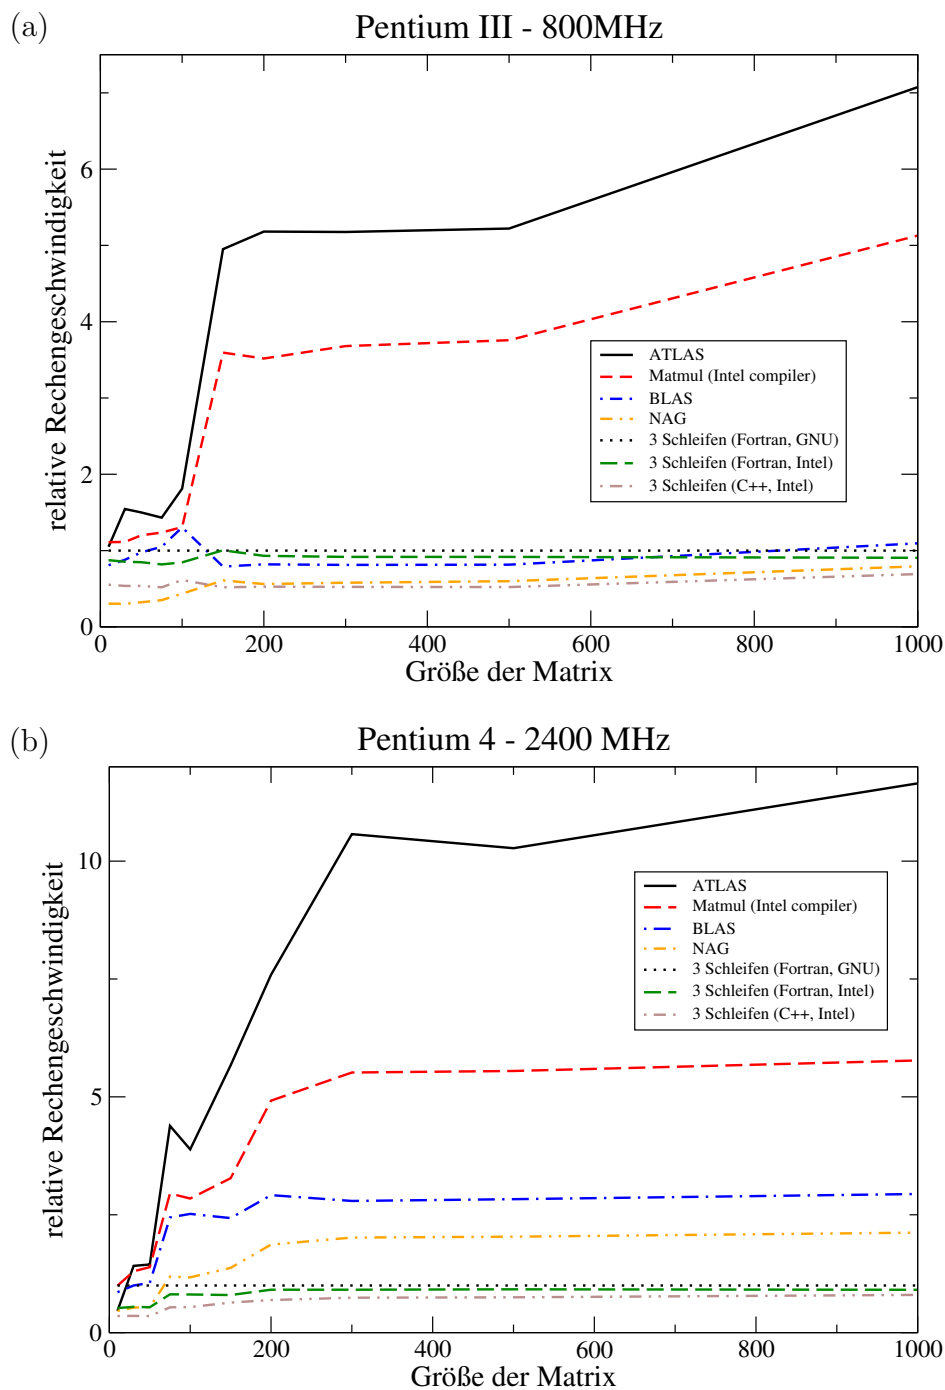 (a)
Pentium III - 800MHz
relative Rechengeschwindigkeit
6
4
2
0
ATLAS
Matmul (Intel compiler)
BLAS
NAG
3 Schleifen (Fortran, GNU)
3 Schleifen (Fortran, Intel)
3 Schleifen (C++, Intel)
0 200 400 600 800 1000
Größe der Matrix
(b)
Pentium 4 - 2400 MHz
relative Rechengeschwindigkeit
10
5
0
ATLAS
Matmul (Intel compiler)
BLAS
NAG
3 Schleifen (Fortran, GNU)
3 Schleifen (Fortran, Intel)
3 Schleifen (C++, Intel)
0 200 400 600 800 1000
Größe der Matrix